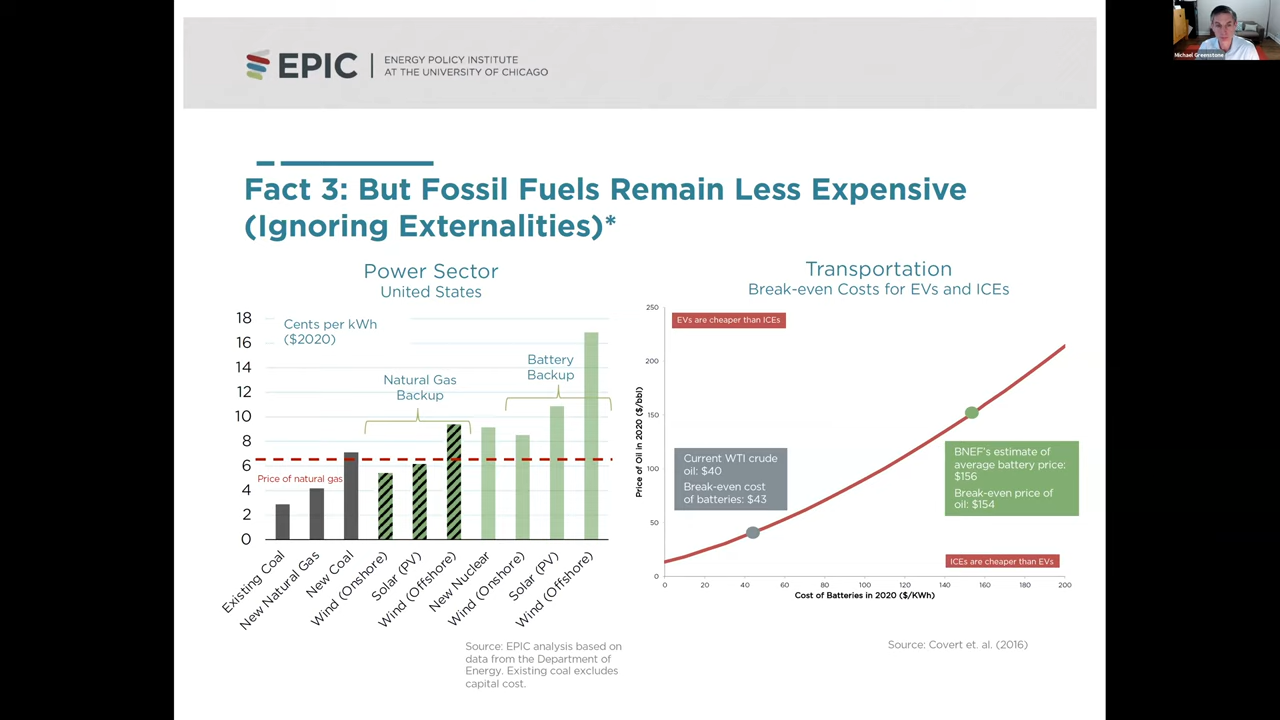 EPIC
ENERGY POLICY INSTITUTE
AT THE UNIVERSITY OF CHICAGO
Michael Greenstone
Fact 3: But Fossil Fuels Remain Less Expensive
(Ignoring Externalities)*
Power Sector
United States
Cents per kWh
($2020)
18
16
14
12
10
8
6
4
2
0
Natural Gas
Backup
Battery
Backup
Price of natural gas
Existing Coal
New Natural Gas
New Coal
Wind (Onshore)
Solar (PV)
Wind (Offshore)
New Nuclear
Wind (Onshore)
Solar (PV)
Wind (Offshore)
Source: EPIC analysis based on
data from the Department of
Energy. Existing coal excludes
capital cost.
Transportation
Break-even Costs for EVs and ICEs
Price of Oil in 2020 ($/bbl)
250
200
150
100
50
0
EVs are cheaper than ICEs
Current WTI crude
oil: $40
Break-even cost
of batteries: $43
BNEF's estimate of
average battery price:
$156
Break-even price of
oil: $154
ICEs are cheaper than EVs
0 20 40 60 80 100 120 140 160 180 200
Cost of Batteries in 2020 ($/KWh)
Source: Covert et. al. (2016)